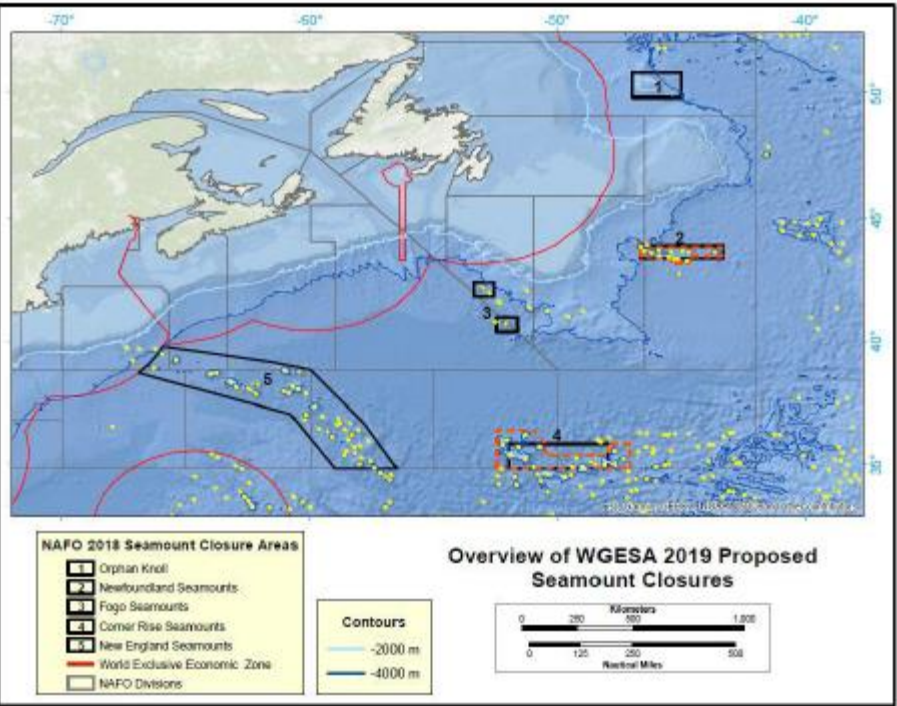 -70° -60° -50° -40°
50°
45°
40°
35°
1
2
3
4
5
NAFO 2018 Seamount Closure Areas
1 Orphan Knoll
2 Newfoundland Seamounts
3 Fogo Seamounts
4 Corner Rise Seamounts
5 New England Seamounts
World Exclusive Economic Zone
NAFO Divisions
Contours
-2000 m
-4000 m
Overview of WGESA 2019 Proposed
Seamount Closures
Kilometers
0 250 500 1,000
0 125 250 500
Nautical Miles